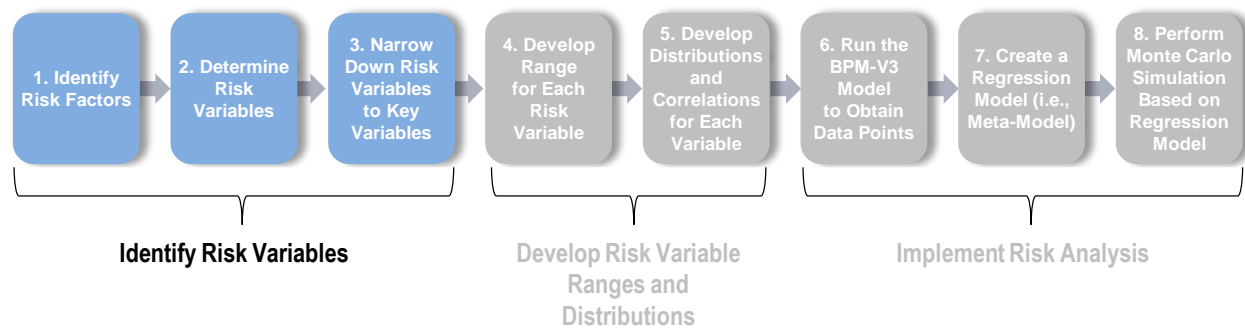 1. Identify
Risk Factors
2. Determine
Risk
Variables
3. Narrow
Down Risk
Variables
to Key
Variables
4. Develop
Range
for Each
Risk
Variable
5. Develop
Distributions
and
Correlations
for Each
Variable
6. Run the
BPM-V3
Model
to Obtain
Data Points
7. Create a
Regression
Model (i.e.,
Meta-Model)
8. Perform
Monte Carlo
Simulation
Based on
Regression
Model
Identify Risk Variables
Develop Risk Variable
Ranges and
Distributions
Implement Risk Analysis